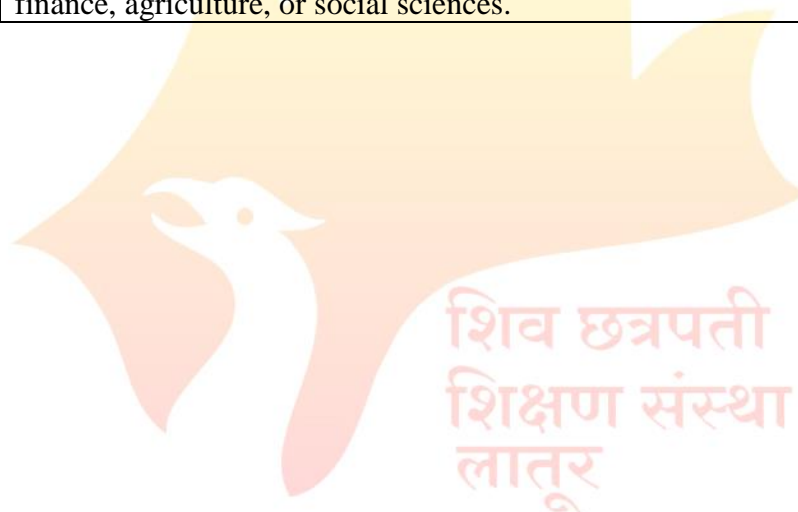 finance, agriculture, or social sciences.
शिव छत्रपती
शिक्षण संस्था
लातूर